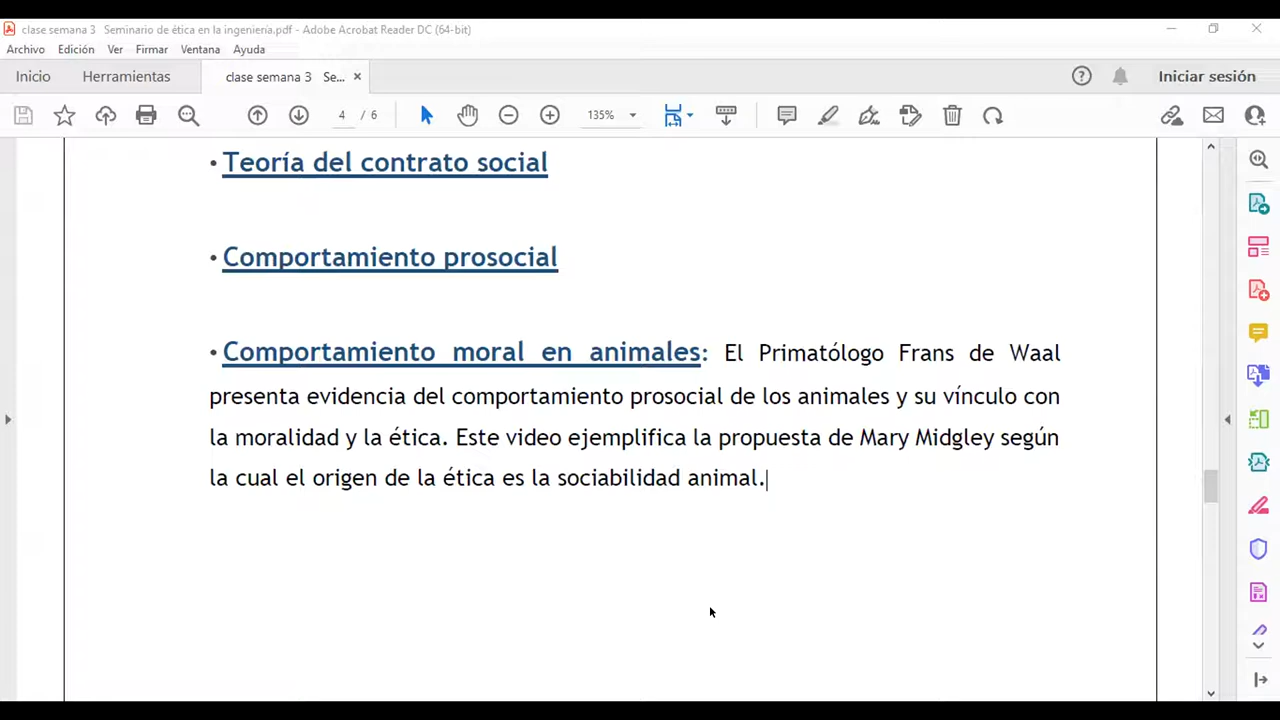 clase semana 3 Seminario de ética en la ingeniería.pdf - Adobe Acrobat Reader DC (64-bit)
Archivo Edición Ver Firmar Ventana Ayuda
Inicio Herramientas clase semana 3 Se... × Iniciar sesión
4 / 6 135%
• Teoría del contrato social
• Comportamiento prosocial
• Comportamiento moral en animales: El Primatólogo Frans de Waal
presenta evidencia del comportamiento prosocial de los animales y su vínculo con
la moralidad y la ética. Este video ejemplifica la propuesta de Mary Midgley según
la cual el origen de la ética es la sociabilidad animal.